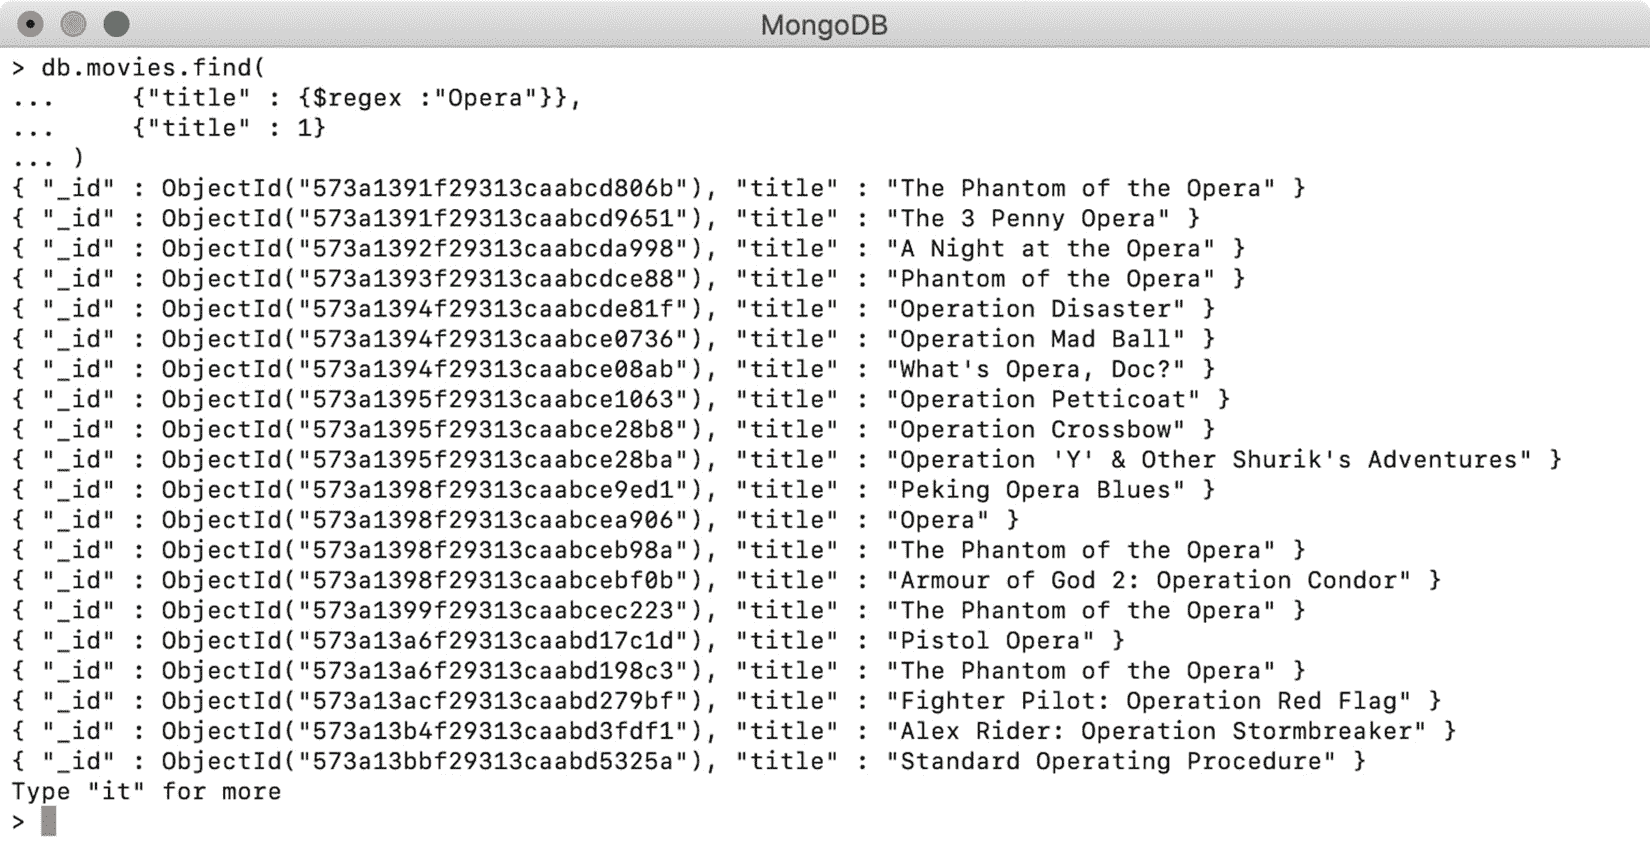 MongoDB
> db.movies.find(
...     {"title" : {$regex :"Opera"}},
...     {"title" : 1}
... )
{ "_id" : ObjectId("573a1391f29313caabcd806b"), "title" : "The Phantom of the Opera" }
{ "_id" : ObjectId("573a1391f29313caabcd9651"), "title" : "The 3 Penny Opera" }
{ "_id" : ObjectId("573a1392f29313caabcda998"), "title" : "A Night at the Opera" }
{ "_id" : ObjectId("573a1393f29313caabcdce88"), "title" : "Phantom of the Opera" }
{ "_id" : ObjectId("573a1394f29313caabcde81f"), "title" : "Operation Disaster" }
{ "_id" : ObjectId("573a1394f29313caabce0736"), "title" : "Operation Mad Ball" }
{ "_id" : ObjectId("573a1394f29313caabce08ab"), "title" : "What's Opera, Doc?" }
{ "_id" : ObjectId("573a1395f29313caabce1063"), "title" : "Operation Petticoat" }
{ "_id" : ObjectId("573a1395f29313caabce28b8"), "title" : "Operation Crossbow" }
{ "_id" : ObjectId("573a1395f29313caabce28ba"), "title" : "Operation 'Y' & Other Shurik's Adventures" }
{ "_id" : ObjectId("573a1398f29313caabce9ed1"), "title" : "Peking Opera Blues" }
{ "_id" : ObjectId("573a1398f29313caabcea906"), "title" : "Opera" }
{ "_id" : ObjectId("573a1398f29313caabceb98a"), "title" : "The Phantom of the Opera" }
{ "_id" : ObjectId("573a1398f29313caabcebf0b"), "title" : "Armour of God 2: Operation Condor" }
{ "_id" : ObjectId("573a1399f29313caabcec223"), "title" : "The Phantom of the Opera" }
{ "_id" : ObjectId("573a13a6f29313caabd17c1d"), "title" : "Pistol Opera" }
{ "_id" : ObjectId("573a13a6f29313caabd198c3"), "title" : "The Phantom of the Opera" }
{ "_id" : ObjectId("573a13acf29313caabd279bf"), "title" : "Fighter Pilot: Operation Red Flag" }
{ "_id" : ObjectId("573a13b4f29313caabd3fdf1"), "title" : "Alex Rider: Operation Stormbreaker" }
{ "_id" : ObjectId("573a13bbf29313caabd5325a"), "title" : "Standard Operating Procedure" }
Type "it" for more
>